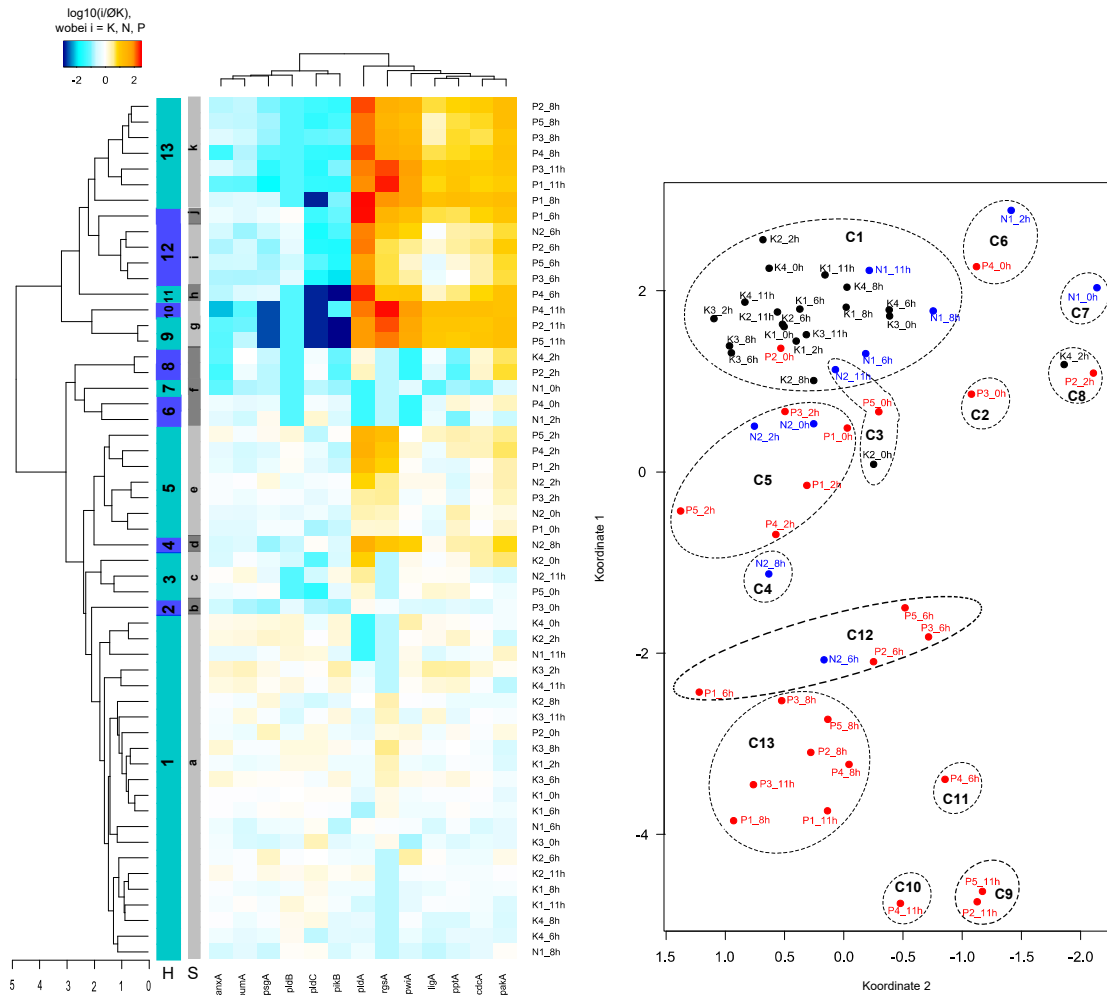 log10(i/ØK),
wobei i = K, N, P
-2 0 2
13
12
11
10
9
8
7
6
5
4
3
2
1
k
j
i
h
g
f
e
d
c
b
a
P2_8h
P5_8h
P3_8h
P4_8h
P3_11h
P1_11h
P1_8h
P1_6h
N2_6h
P2_6h
P5_6h
P3_6h
P4_6h
P4_11h
P2_11h
P5_11h
K4_2h
P2_2h
N1_0h
P4_0h
N1_2h
P5_2h
P4_2h
P1_2h
N2_2h
P3_2h
N2_0h
P1_0h
N2_8h
K2_0h
N2_11h
P5_0h
P3_0h
K4_0h
K2_2h
N1_11h
K3_2h
K4_11h
K2_8h
K3_11h
P2_0h
K3_8h
K1_2h
K3_6h
K1_0h
K1_6h
N1_6h
K3_0h
K2_6h
K2_11h
K1_8h
K1_11h
K4_8h
K4_6h
N1_8h
5 4 3 2 1 0
H S
anxA pumA psgA pldB pldC pikB pldA rgsA pwiA ligA pptA cdcA pakA
N1_2h
K2_2h
C1
C6
K4_0h
K1_11h
N1_11h
P4_0h
K4_8h
N1_0h
K4_11h
K1_6h
K4_6h
K3_2h
K2_11h
K1_8h
N1_8h
C7
K2_6h
K3_0h
K1_0h
K3_11h
K3_8h
K1_2h
P2_0h
K3_6h
N1_6h
K4_2h
N2_11h
P2_2h
K2_8h
C8
P3_0h
P5_0h
P3_2h
C2
N2_2h
N2_0h
P1_0h
C3
K2_0h
C5
P1_2h
P5_2h
P4_2h
N2_8h
C4
P5_6h
P3_6h
C12
N2_6h
P2_6h
P1_6h
P3_8h
P5_8h
C13
P2_8h
P4_8h
P3_11h
P4_6h
C11
P1_8h
P1_11h
P5_11h
C10
C9
P4_11h
P2_11h
2
0
-2
-4
Koordinate 1
1.5 1.0 0.5 0.0 -0.5 -1.0 -1.5 -2.0
Koordinate 2